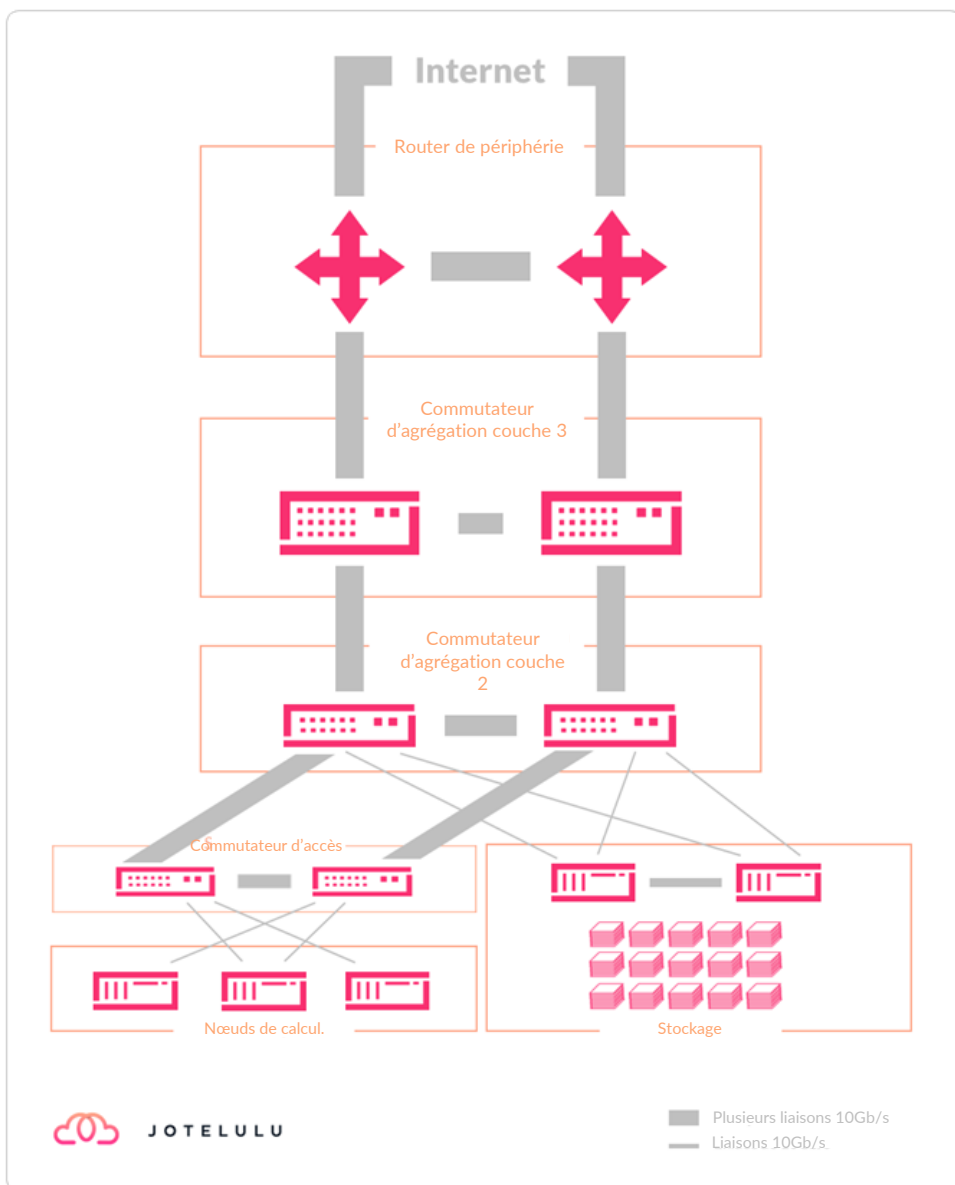 Internet
Router de périphérie
Commutateur
d'agrégation couche 3
Commutateur
d'agrégation couche
2
Commutateur d'accès
Nœuds de calcul.
Stockage
JOTELULU
Plusieurs liaisons 10Gb/s
Liaisons 10Gb/s